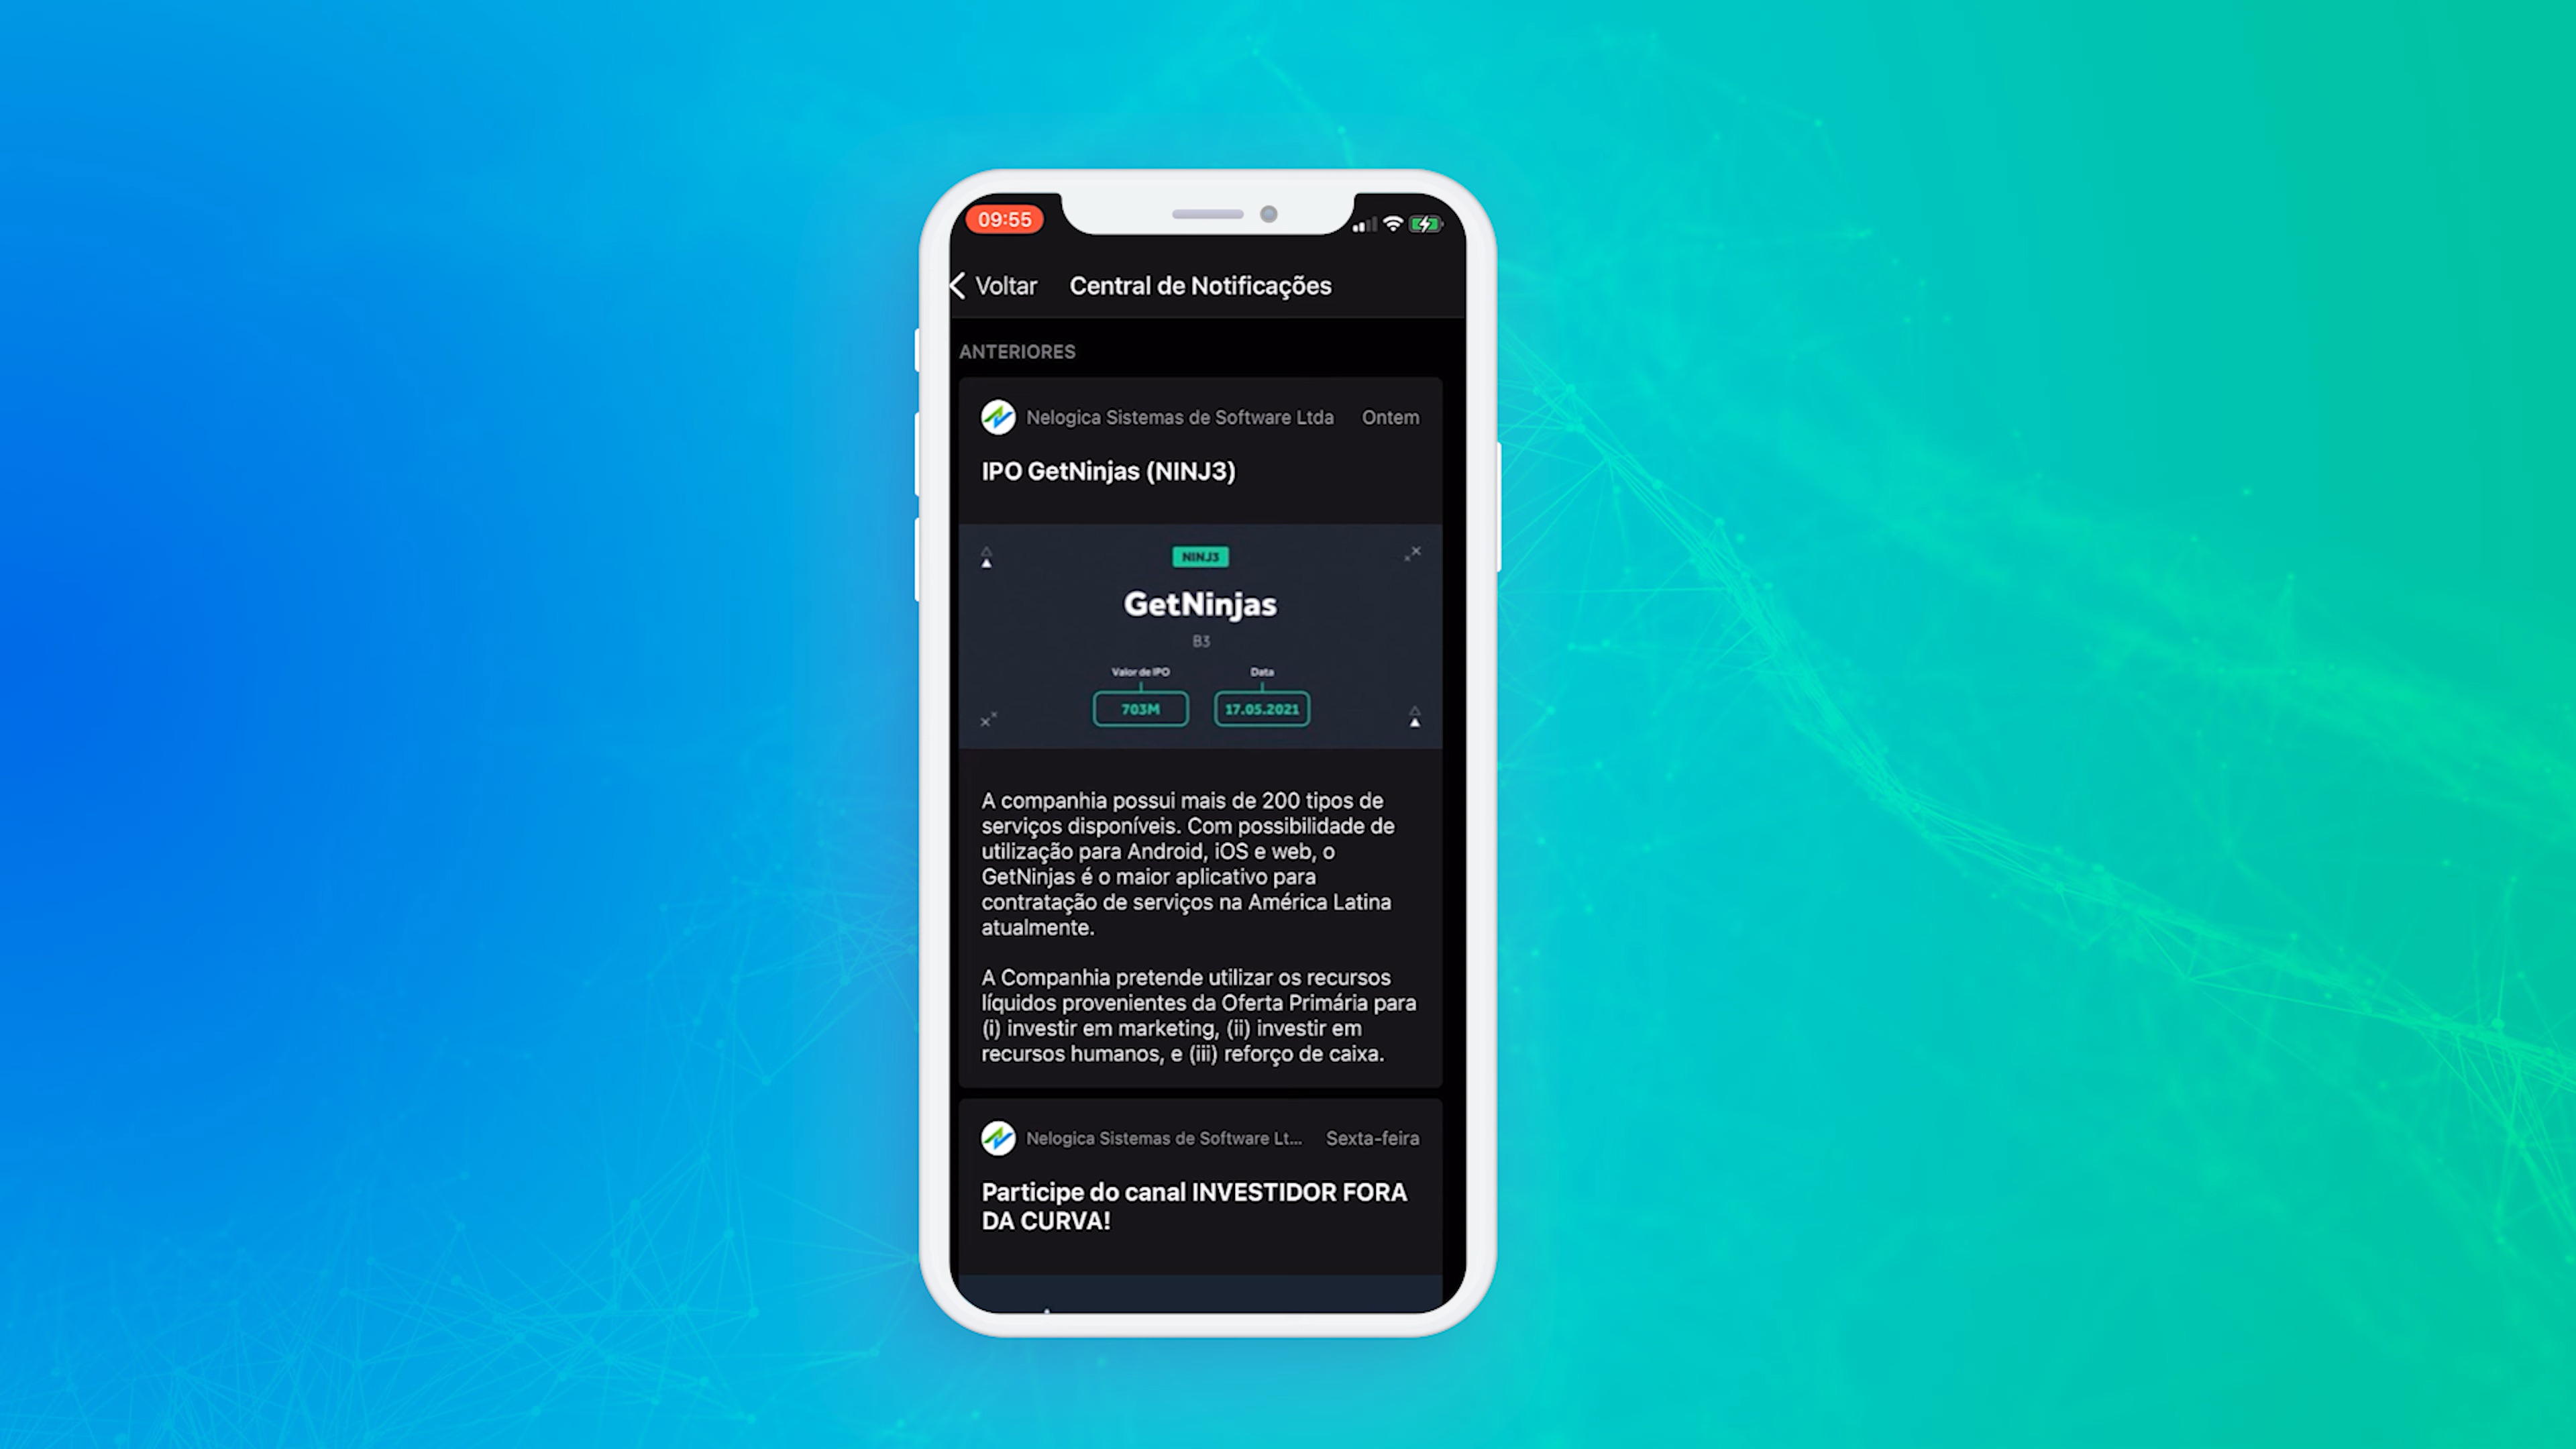 09:55
Voltar
Central de Notificações
ANTERIORES
Nelogica Sistemas de Software Ltda
Ontem
IPO GetNinjas (NINJ3)
NINJ3
GetNinjas
B3
Valor de IPO
Data
703M
17.05.2021
A companhia possui mais de 200 tipos de
serviços disponíveis. Com possibilidade de
utilização para Android, iOS e web, o
GetNinjas é o maior aplicativo para
contratação de serviços na América Latina
atualmente.
A Companhia pretende utilizar os recursos
líquidos provenientes da Oferta Primária para
(i) investir em marketing, (ii) investir em
recursos humanos, e (iii) reforço de caixa.
Nelogica Sistemas de Software Lt...
Sexta-feira
Participe do canal INVESTIDOR FORA
DA CURVA!